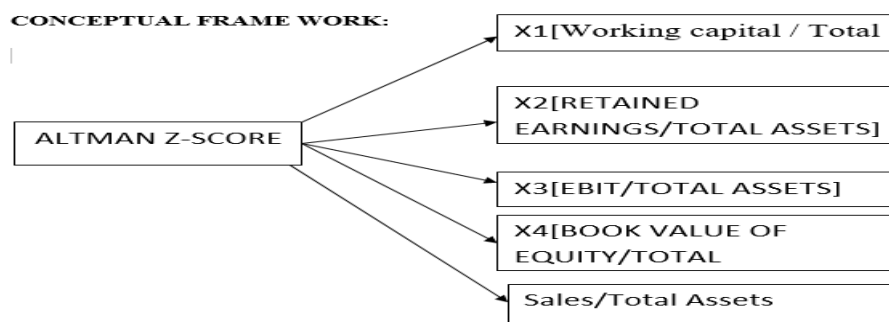 CONCEPTUAL FRAME WORK:
X1[Working capital / Total
X2[RETAINED
EARNINGS/TOTAL ASSETS]
ALTMAN Z-SCORE
X3[EBIT/TOTAL ASSETS]
X4[BOOK VALUE OF
EQUITY/TOTAL
Sales/Total Assets